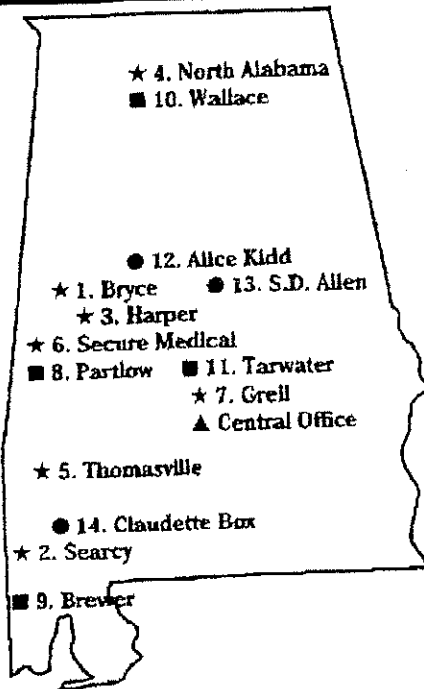 ★ 4. North Alabama
■ 10. Wallace
● 12. Alice Kidd
★ 1. Bryce ● 13. S.D. Allen
★ 3. Harper
★ 6. Secure Medical
■ 8. Partlow ■ 11. Tarwater
★ 7. Greil
▲ Central Office
★ 5. Thomasville
● 14. Claudette Box
★ 2. Searcy
■ 9. Brewer